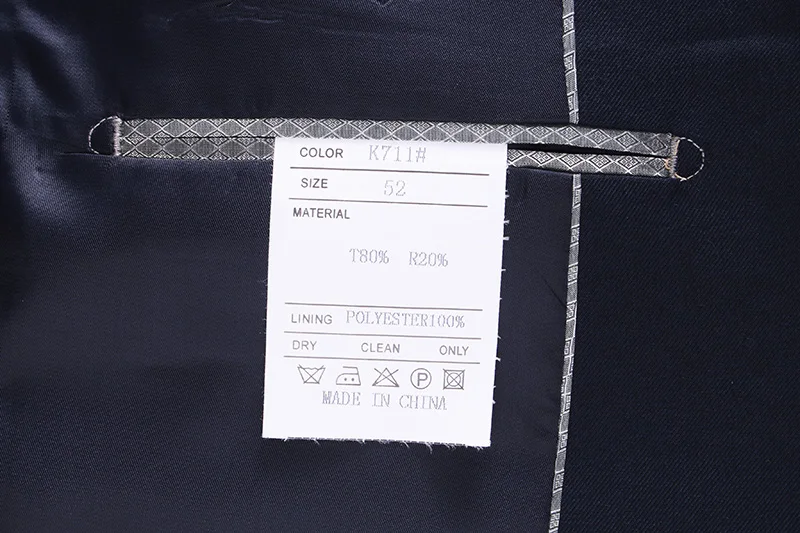 COLOR K711#
SIZE 52
MATERIAL
T80% R20%
LINING POLYESTER100%
DRY CLEAN ONLY
P
MADE IN CHINA